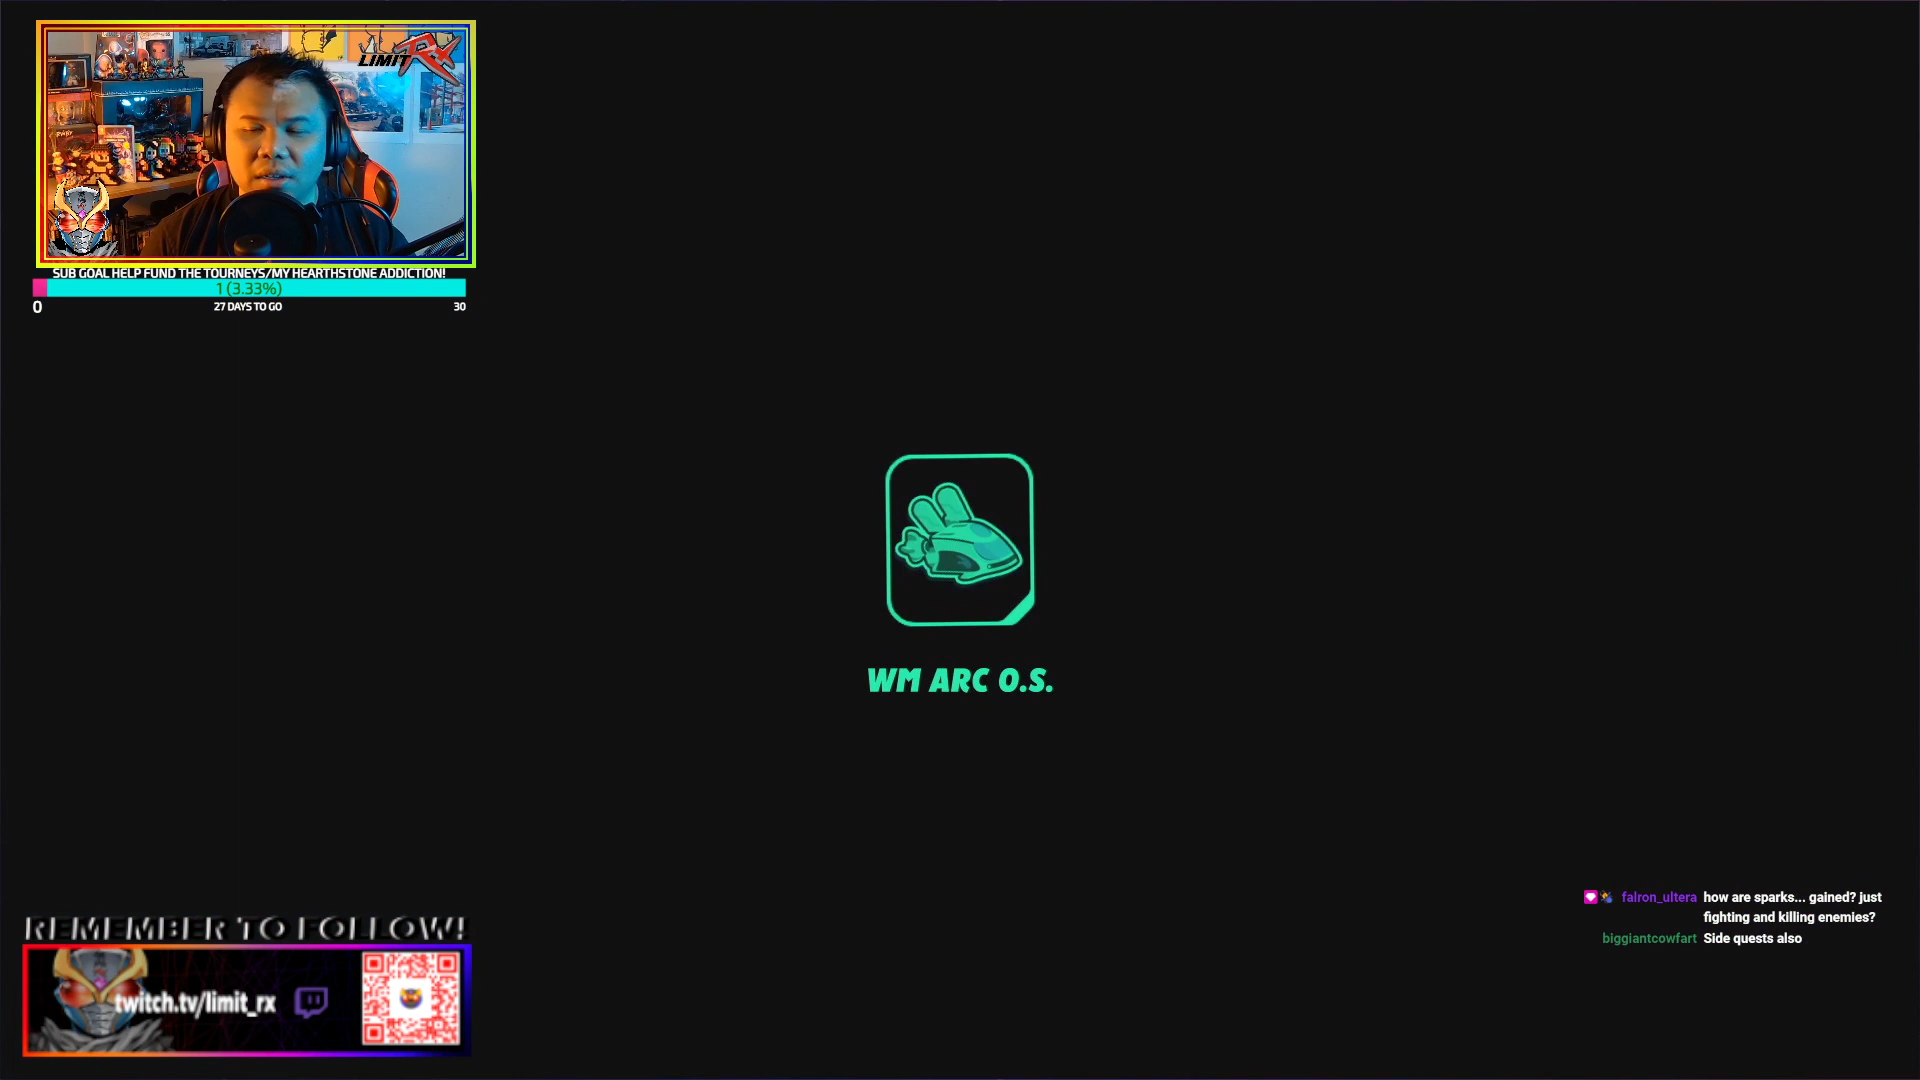 LIMIT RX
SUB GOAL HELP FUND THE TOURNEYS/MY HEARTHSTONE ADDICTION!
1 (3.33%)
0
27 DAYS TO GO
30
WM ARC O.S.
falron_ultera how are sparks... gained? just
fighting and killing enemies?
biggiantcowfart Side quests also
REMEMBER TO FOLLOW!
twitch.tv/limit_rx